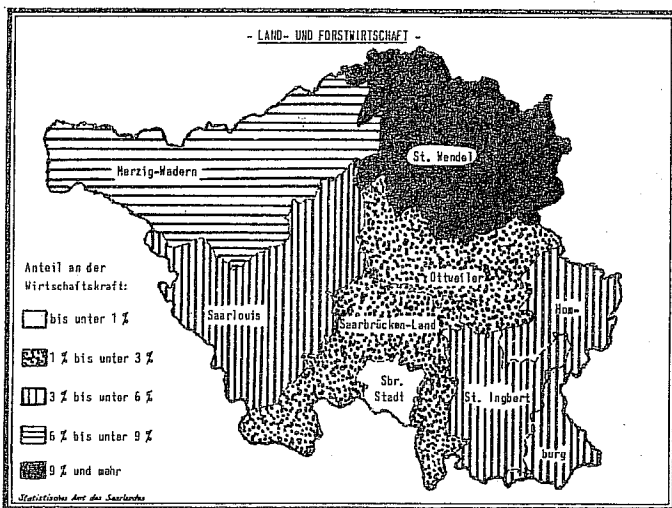 - LAND- UND FORSTWIRTSCHAFT -
St. Wendel
Merzig-Wadern
Ottweiler
Anteil an der
Wirtschaftskraft:
Saarlouis
Hom-
bis unter 1 %
Saarbrücken-Land
1 % bis unter 3 %
Sbr.
Stadt
3 % bis unter 6 %
St. Ingbert
6 % bis unter 9 %
burg
9 % und mehr
Statistisches Amt des Saarlandes